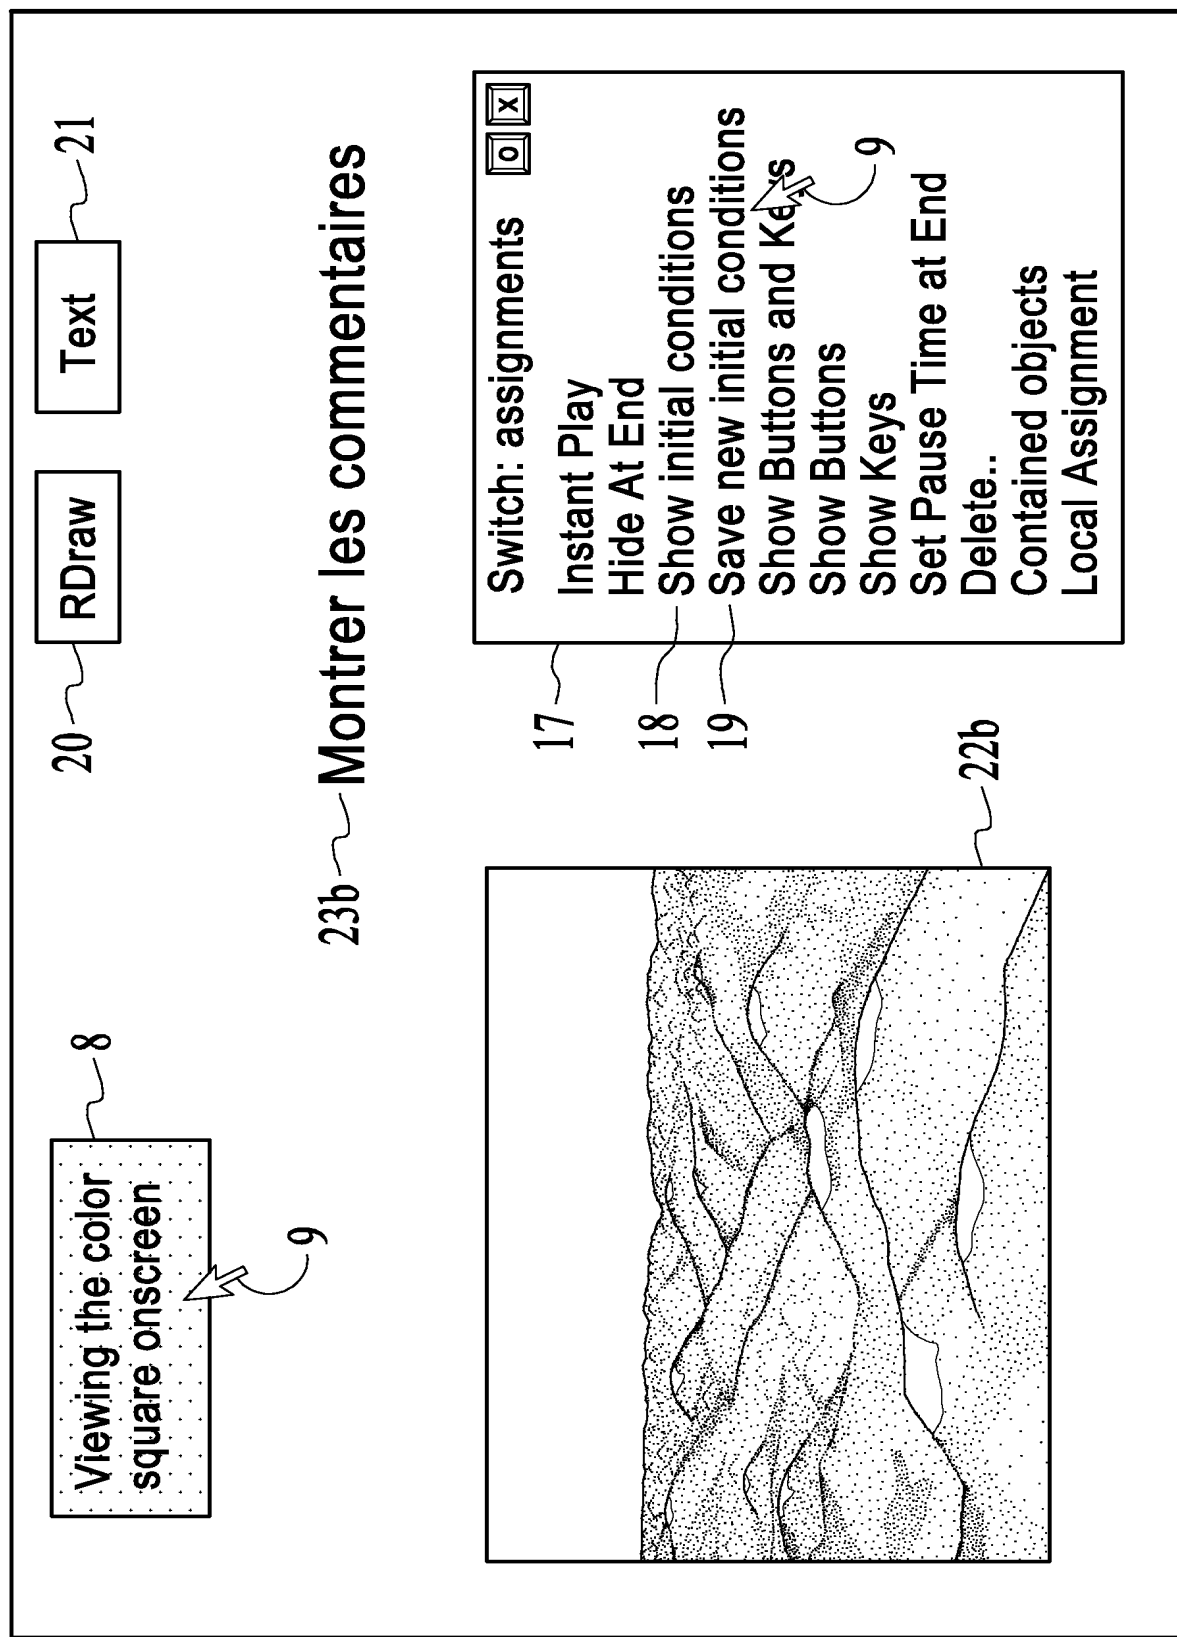 Viewing the color
square onscreen
8
9
20
RDraw
Text
21
23b
Montrer les commentaires
22b
17
Switch: assignments
o
x
Instant Play
Hide At End
18
Show initial conditions
19
Save new initial conditions
Show Buttons and Keys
9
Show Buttons
Show Keys
Set Pause Time at End
Delete..
Contained objects
Local Assignment